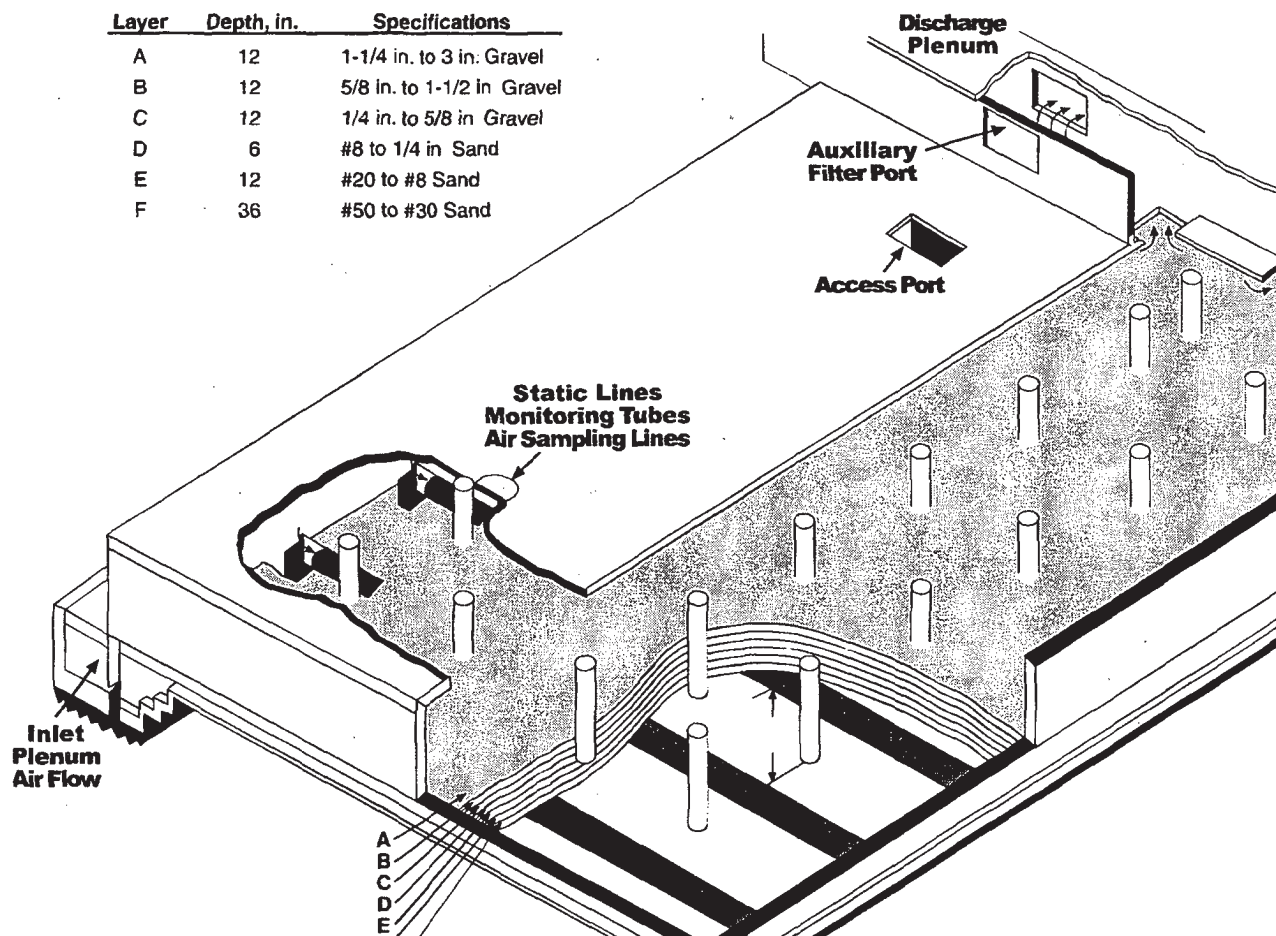 Layer Depth, in. Specifications
A 12 1-1/4 in. to 3 in. Gravel
B 12 5/8 in. to 1-1/2 in Gravel
C 12 1/4 in. to 5/8 in Gravel
D 6 #8 to 1/4 in Sand
E 12 #20 to #8 Sand
F 36 #50 to #30 Sand
Discharge
Plenum
Auxiliary
Filter Port
Access Port
Static Lines
Monitoring Tubes
Air Sampling Lines
Inlet
Plenum
Air Flow
A
B
C
D
E